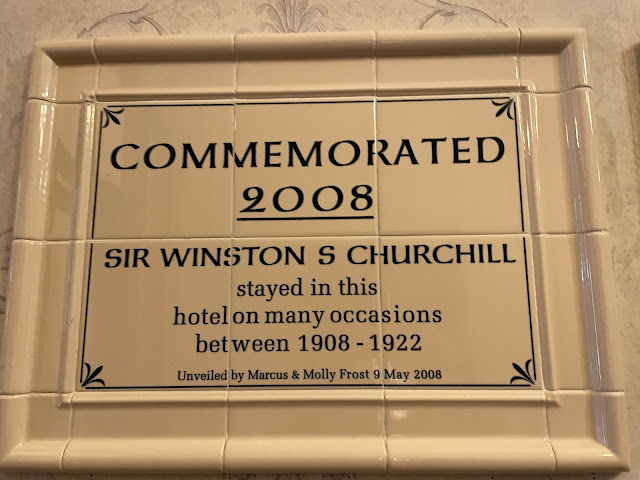 COMMEMORATED
2008
SIR WINSTON S CHURCHILL
stayed in this
hotel on many occasions
between 1908 - 1922
Unveiled by Marcus & Molly Frost 9 May 2008